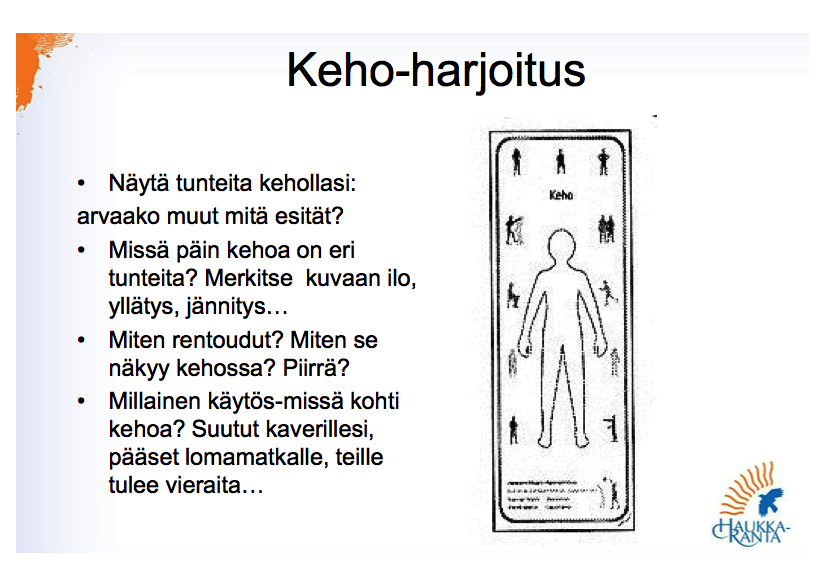 Keho-harjoitus
• Näytä tunteita kehollasi:
arvaako muut mitä esität?
• Missä päin kehoa on eri
tunteita? Merkitse kuvaan ilo,
yllätys, jännitys…
• Miten rentoudut? Miten se
näkyy kehossa? Piirrä?
• Millainen käytös-missä kohti
kehoa? Suutut kaverillesi,
pääset lomamatkalle, teille
tulee vieraita…
Keho
HAUKKA-
RANTA